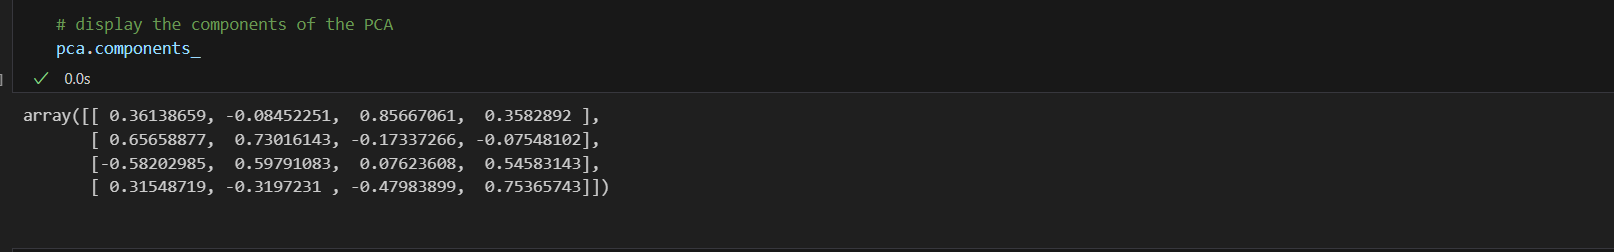 # display the components of the PCA
pca.components_
] ✓ 0.0s
array([[ 0.36138659, -0.08452251,  0.85667061,  0.3582892 ],
       [ 0.65658877,  0.73016143, -0.17337266, -0.07548102],
       [-0.58202985,  0.59791083,  0.07623608,  0.54583143],
       [ 0.31548719, -0.3197231 , -0.47983899,  0.75365743]])